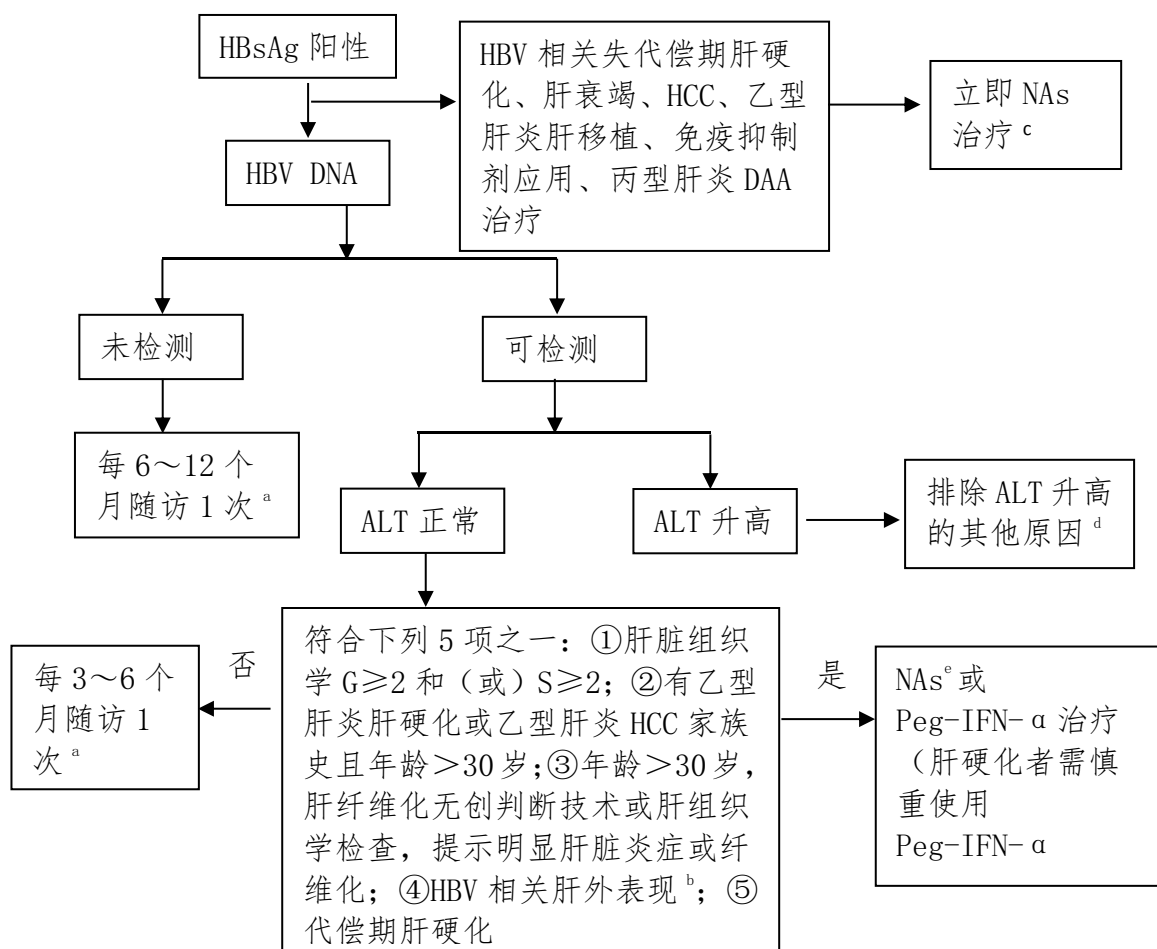 HBsAg 阳性
HBV 相关失代偿期肝硬
化、肝衰竭、HCC、乙型
肝炎肝移植、免疫抑制
剂应用、丙型肝炎 DAA
治疗
立即 NAs
治疗 c
HBV DNA
未检测
可检测
每 6～12 个
月随访 1 次 a
ALT 正常
ALT 升高
排除 ALT 升高
的其他原因 d
否
每 3～6 个
月随访 1
次 a
符合下列 5 项之一：①肝脏组织
学 G≥2 和（或）S≥2；②有乙型
肝炎肝硬化或乙型肝炎 HCC 家族
史且年龄＞30 岁；③年龄＞30 岁，
肝纤维化无创判断技术或肝组织
学检查，提示明显肝脏炎症或纤
维化；④HBV 相关肝外表现 b；⑤
代偿期肝硬化
是
NAs e 或
Peg-IFN-α 治疗
（肝硬化者需慎
重使用
Peg-IFN-α